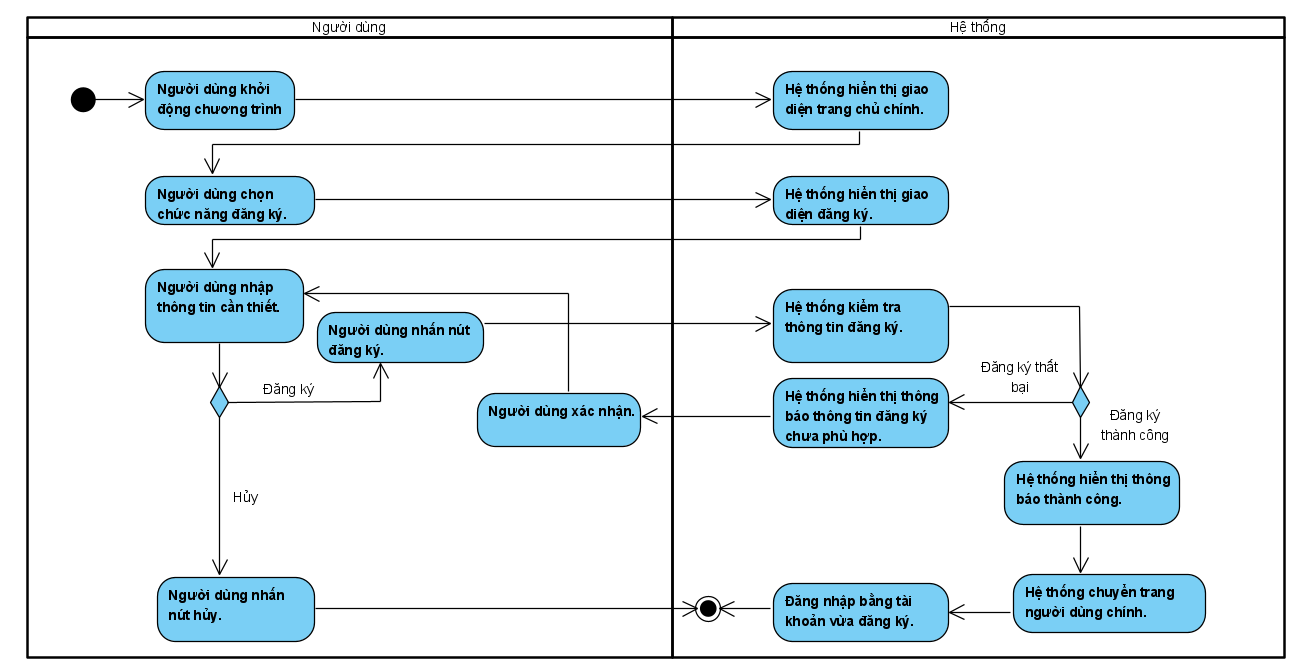 Người dùng
Hệ thống
Người dùng khởi
động chương trình
Hệ thống hiển thị giao
diện trang chủ chính.
Người dùng chọn
chức năng đăng ký.
Hệ thống hiển thị giao
diện đăng ký.
Người dùng nhập
thông tin cần thiết.
Người dùng nhấn nút
đăng ký.
Hệ thống kiểm tra
thông tin đăng ký.
Đăng ký
Người dùng xác nhận.
Hệ thống hiển thị thông
báo thông tin đăng ký
chưa phù hợp.
Đăng ký thất
bại
Đăng ký
thành công
Hệ thống hiển thị thông
báo thành công.
Hủy
Người dùng nhấn
nút hủy.
Đăng nhập bằng tài
khoản vừa đăng ký.
Hệ thống chuyển trang
người dùng chính.